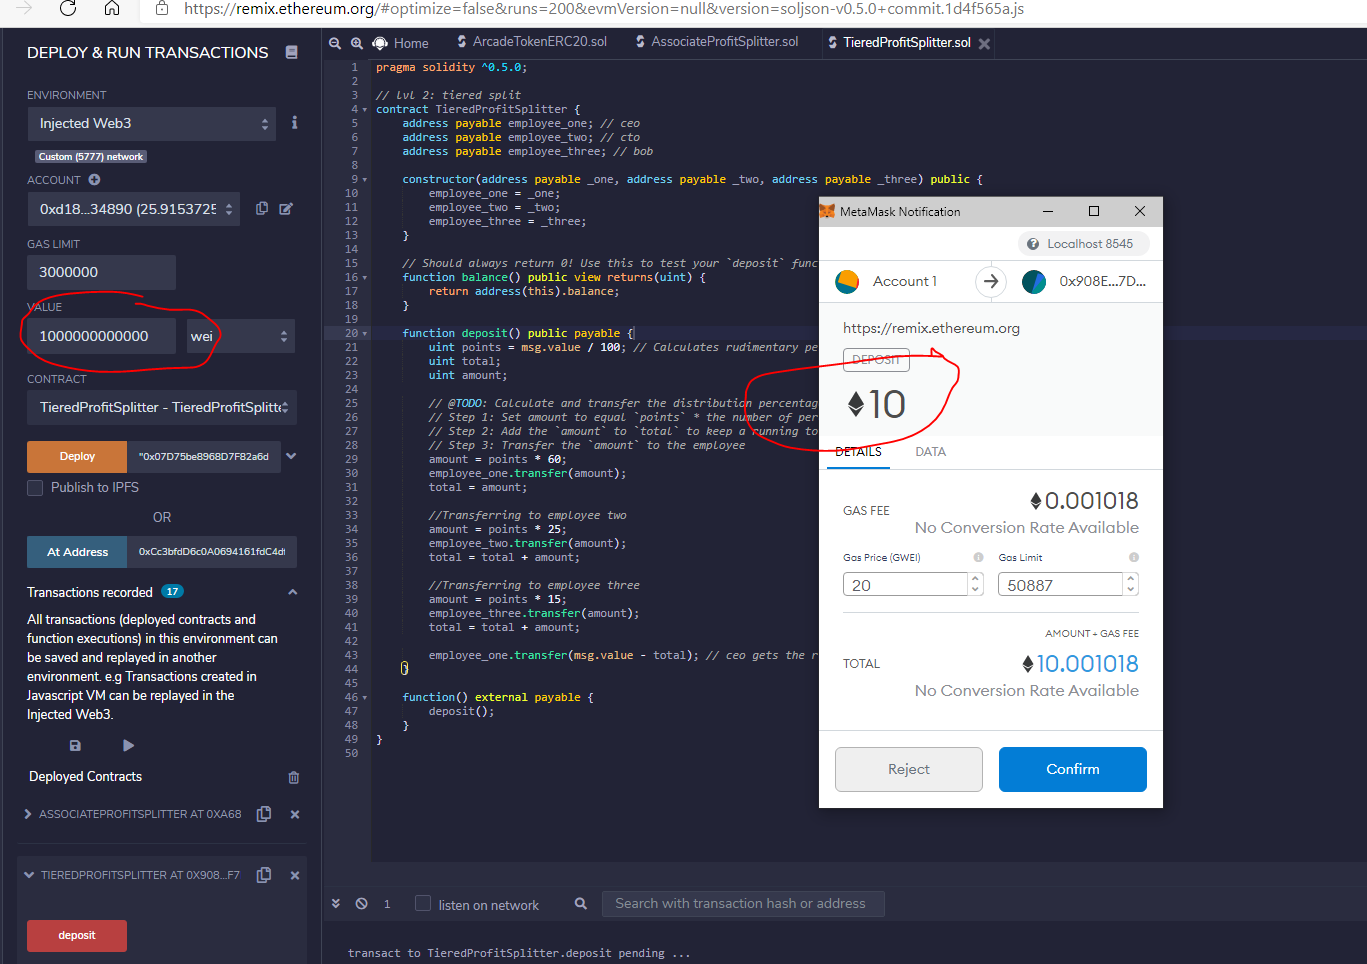 https://remix.ethereum.org/#optimize=false&runs=200&evmVersion=null&version=soljson-v0.5.0+commit.1d4f565a.js
DEPLOY & RUN TRANSACTIONS
ENVIRONMENT
Injected Web3
Custom (5777) network
ACCOUNT
0xd18...34890 (25.9153725
GAS LIMIT
3000000
VALUE
1000000000000
wei
CONTRACT
TieredProfitSplitter - TieredProfitSplitt
Deploy
"0x07D75be8968D7F82a6d
Publish to IPFS
OR
At Address
0xCc3bfdD6c0A0694161fdC4df
Transactions recorded 17
All transactions (deployed contracts and
function executions) in this environment can
be saved and replayed in another
environment. e.g Transactions created in
Javascript VM can be replayed in the
Injected Web3.
Deployed Contracts
ASSOCIATEPROFITSPLITTER AT 0XA68
TIEREDPROFITSPLITTER AT 0X908...F7
deposit
Home
ArcadeTokenERC20.sol
AssociateProfitSplitter.sol
TieredProfitSplitter.sol
1 pragma solidity ^0.5.0;
2
3 // lvl 2: tiered split
4 contract TieredProfitSplitter {
5 address payable employee_one; // ceo
6 address payable employee_two; // cto
7 address payable employee_three; // bob
8
9 constructor(address payable _one, address payable _two, address payable _three) public {
10 employee_one = _one;
11 employee_two = _two;
12 employee_three = _three;
13 }
14
15 // Should always return 0! Use this to test your `deposit` func
16 function balance() public view returns(uint) {
17 return address(this).balance;
18 }
19
20 function deposit() public payable {
21 uint points = msg.value / 100; // Calculates rudimentary pe
22 uint total;
23 uint amount;
24
25 // @TODO: Calculate and transfer the distribution percentag
26 // Step 1: Set amount to equal `points` * the number of per
27 // Step 2: Add the `amount` to `total` to keep a running to
28 // Step 3: Transfer the `amount` to the employee
29 amount = points * 60;
30 employee_one.transfer(amount);
31 total = amount;
32
33 //Transferring to employee two
34 amount = points * 25;
35 employee_two.transfer(amount);
36 total = total + amount;
37
38 //Transferring to employee three
39 amount = points * 15;
40 employee_three.transfer(amount);
41 total = total + amount;
42
43 employee_one.transfer(msg.value - total); // ceo gets the r
44 }
45
46 function() external payable {
47 deposit();
48 }
49 }
50
MetaMask Notification
Localhost 8545
Account 1
0x908E...7D...
https://remix.ethereum.org
DEPOSIT
10
DETAILS
DATA
GAS FEE
0.001018
No Conversion Rate Available
Gas Price (GWEI)
Gas Limit
20
50887
AMOUNT + GAS FEE
TOTAL
10.001018
No Conversion Rate Available
Reject
Confirm
1
listen on network
Search with transaction hash or address
transact to TieredProfitSplitter.deposit pending ...